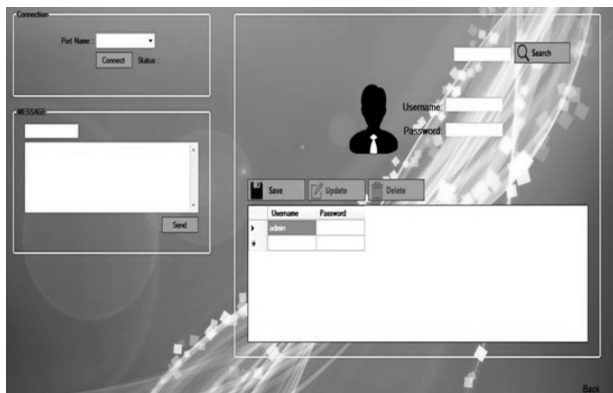 Connection
Port Name :
Connect Status :
MESSAGE
Send
Search
Username:
Password:
Save Update Delete
Username Password
admin
Back